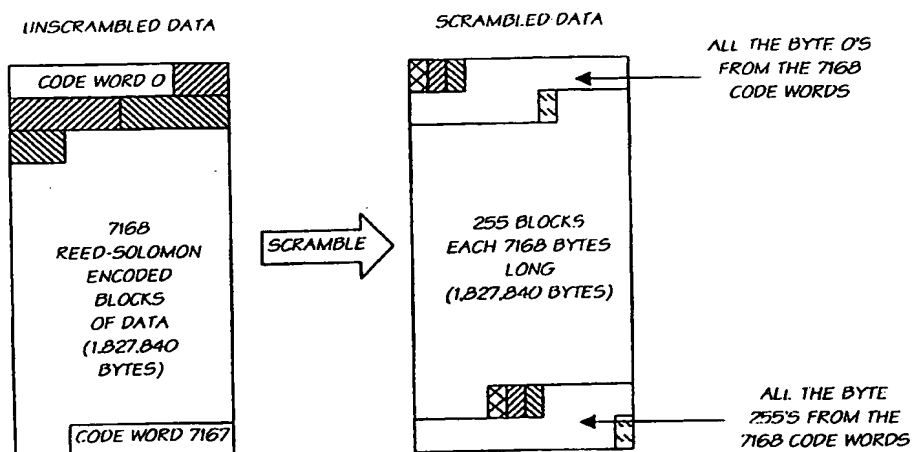 UNSCRAMBLED DATA
CODE WORD 0
7168
REED-SOLOMON
ENCODED
BLOCKS
OF DATA
(1,827,840
BYTES)
CODE WORD 7167
SCRAMBLE
SCRAMBLED DATA
255 BLOCKS
EACH 7168 BYTES
LONG
(1,827,840 BYTES)
ALL THE BYTE 0'S
FROM THE 7168
CODE WORDS
ALL THE BYTE
255'S FROM THE
7168 CODE WORDS